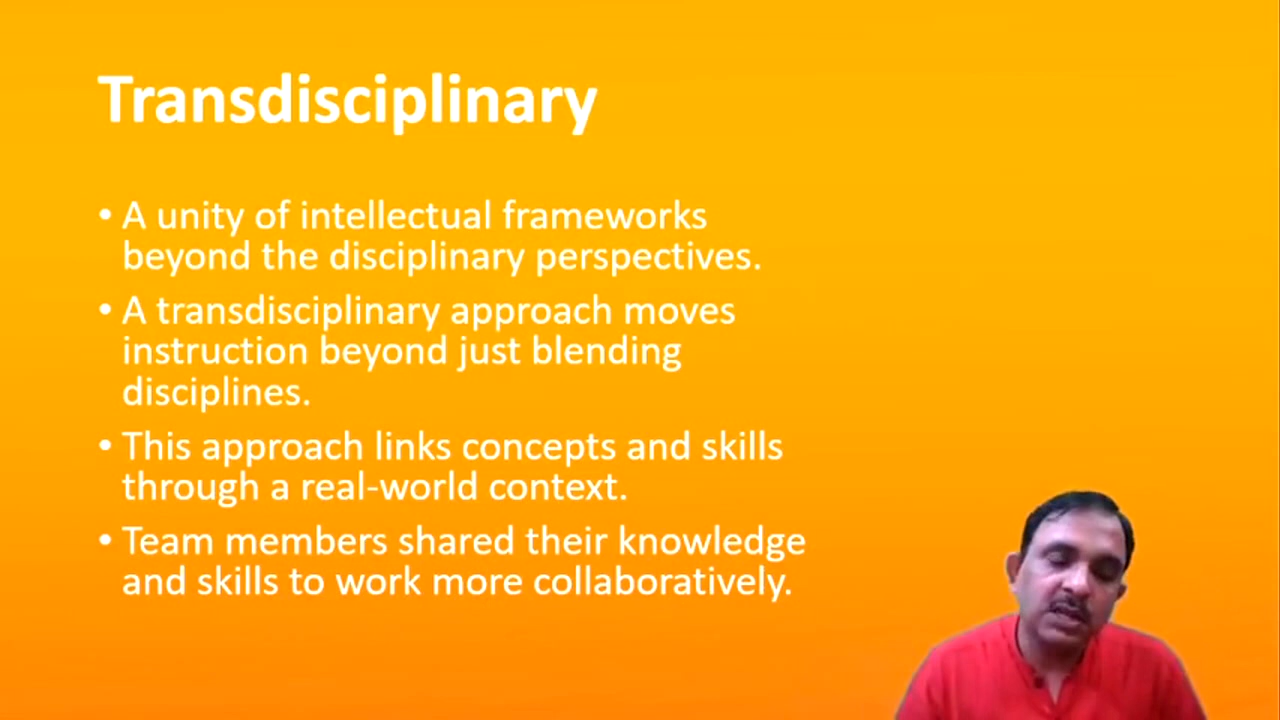 Transdisciplinary
• A unity of intellectual frameworks
beyond the disciplinary perspectives.
• A transdisciplinary approach moves
instruction beyond just blending
disciplines.
• This approach links concepts and skills
through a real-world context.
• Team members shared their knowledge
and skills to work more collaboratively.